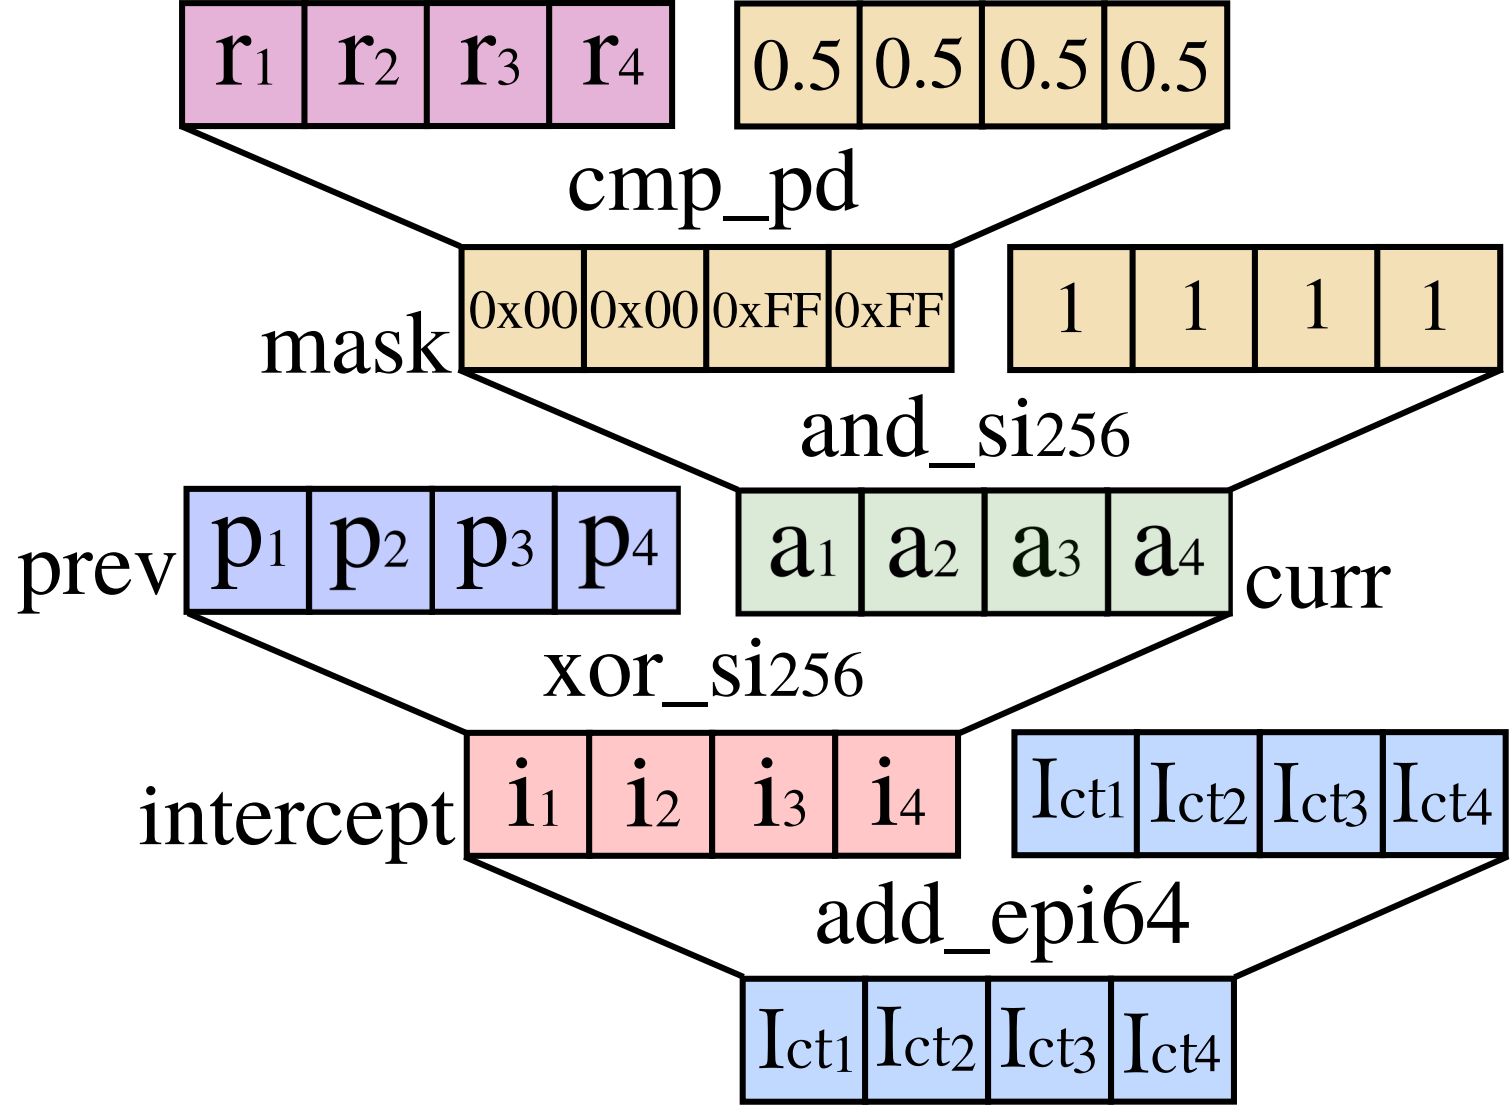 r1 r2 r3 r4 0.5 0.5 0.5 0.5
cmp_pd
mask 0x00 0x00 0xFF 0xFF 1 1 1 1
and_si256
prev p1 p2 p3 p4 a1 a2 a3 a4 curr
xor_si256
intercept i1 i2 i3 i4 Ict1 Ict2 Ict3 Ict4
add_epi64
Ict1 Ict2 Ict3 Ict4